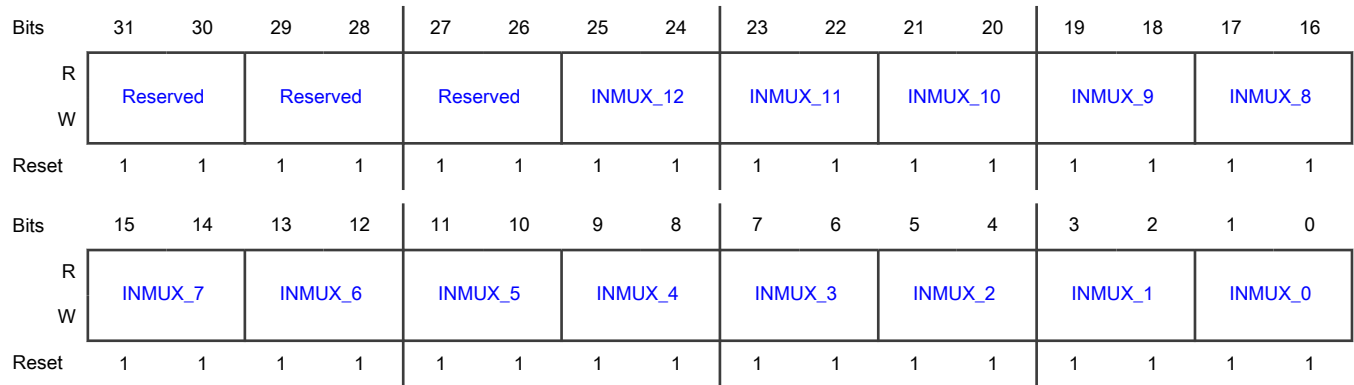 Bits 31 30 29 28 27 26 25 24 23 22 21 20 19 18 17 16
R
Reserved Reserved Reserved INMUX_12 INMUX_11 INMUX_10 INMUX_9 INMUX_8
W
Reset 1 1 1 1 1 1 1 1 1 1 1 1 1 1 1 1
Bits 15 14 13 12 11 10 9 8 7 6 5 4 3 2 1 0
R
INMUX_7 INMUX_6 INMUX_5 INMUX_4 INMUX_3 INMUX_2 INMUX_1 INMUX_0
W
Reset 1 1 1 1 1 1 1 1 1 1 1 1 1 1 1 1